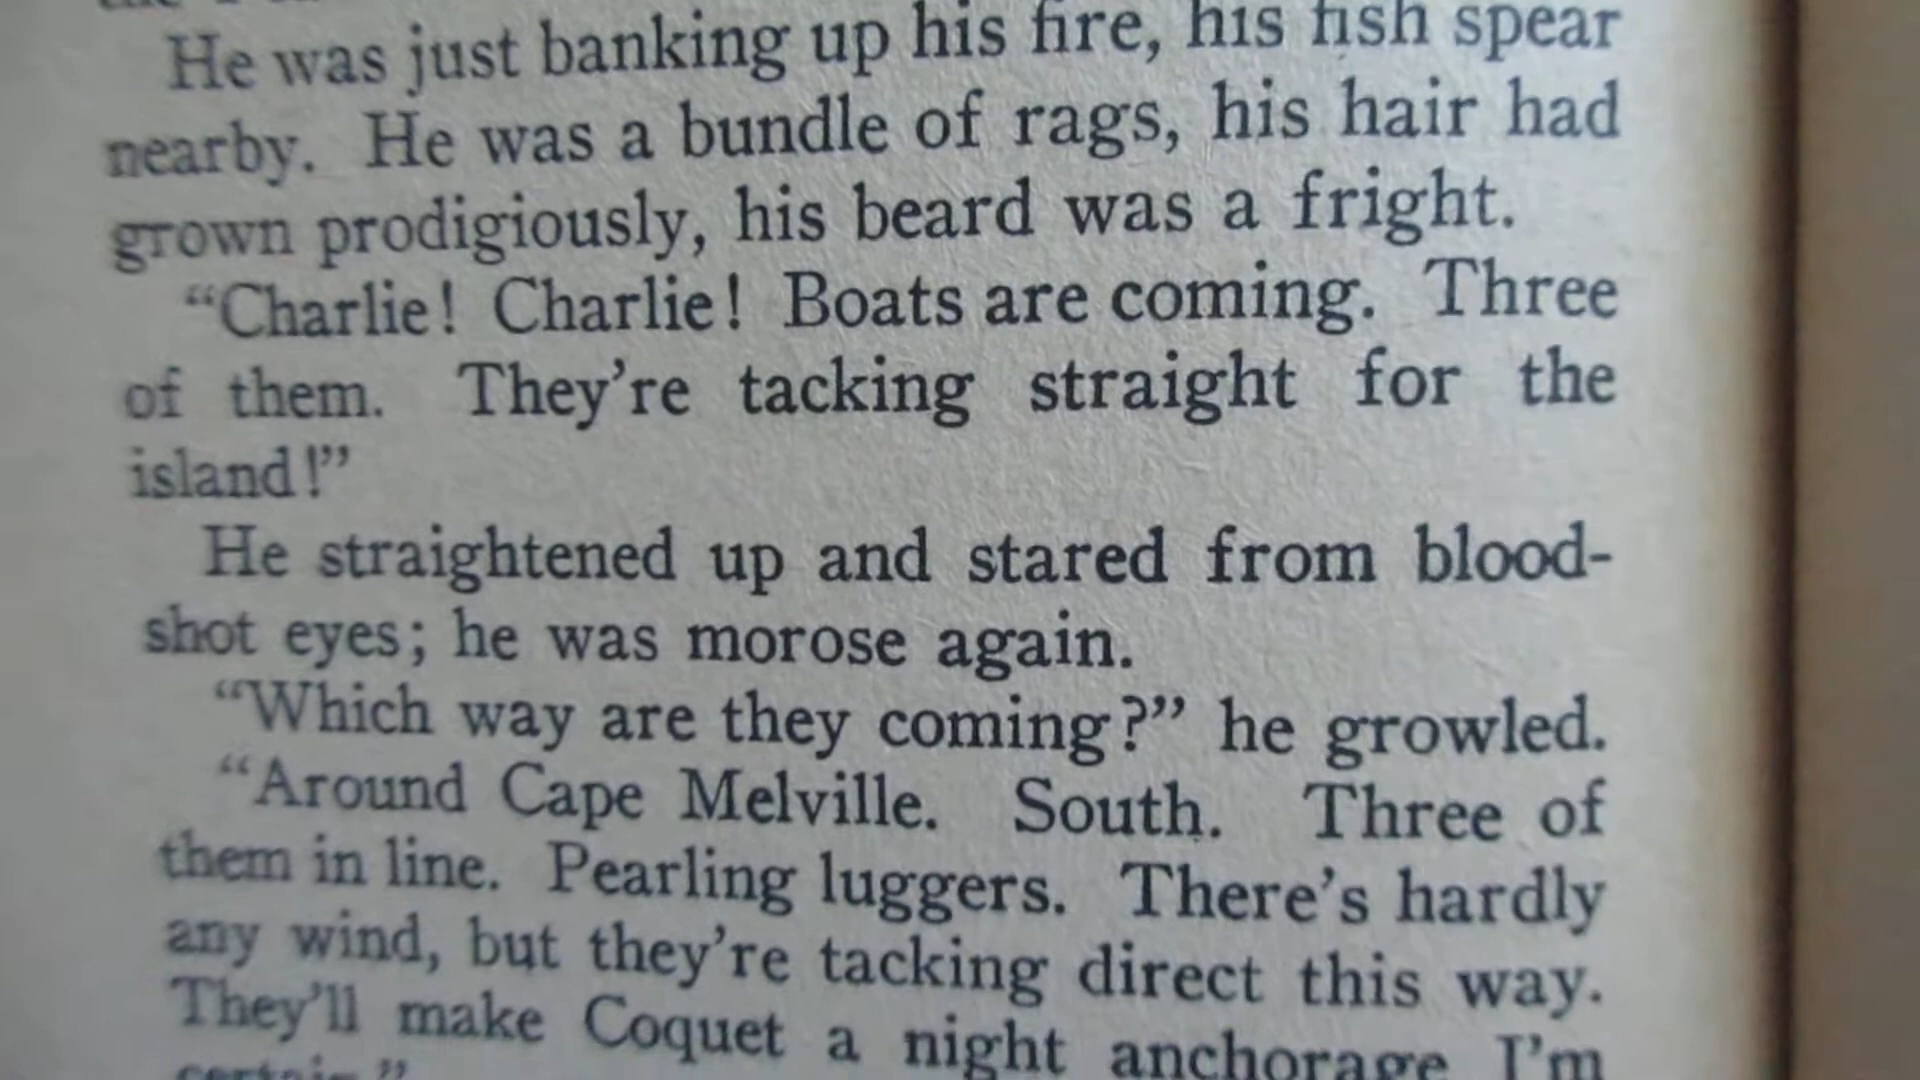 He was just banking up his fire, his fish spear
nearby. He was a bundle of rags, his hair had
grown prodigiously, his beard was a fright.
“Charlie! Charlie! Boats are coming. Three
of them. They’re tacking straight for the
island!”
He straightened up and stared from blood-
shot eyes; he was morose again.
“Which way are they coming?” he growled.
“Around Cape Melville. South. Three of
them in line. Pearling luggers. There’s hardly
any wind, but they’re tacking direct this way.
They’ll make Coquet a night anchorage I’m